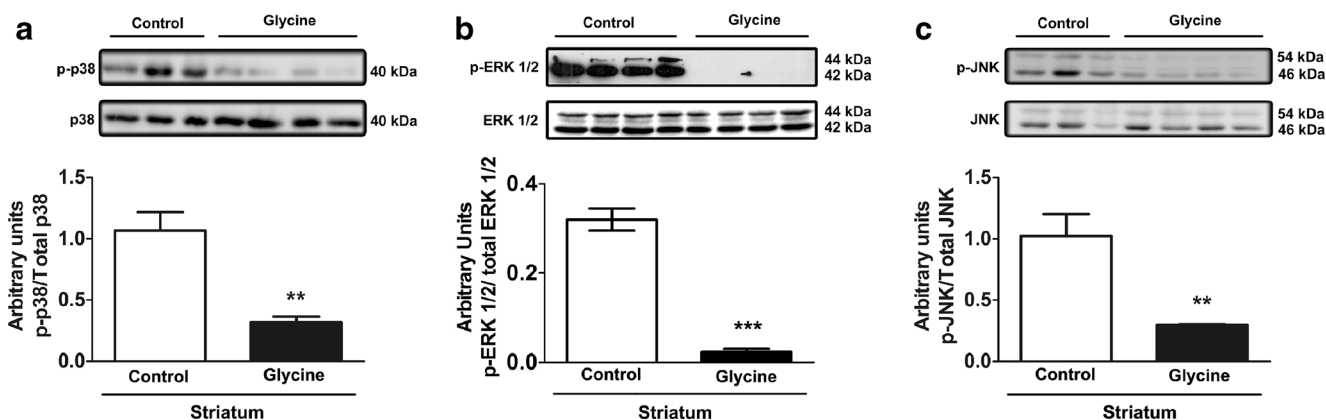 a
Control Glycine
p-p38 40 kDa
p38 40 kDa
Arbitrary units
p-p38/Total p38
1.5
1.0
0.5
0.0
**
Control Glycine
Striatum
b
Control Glycine
p-ERK 1/2 44 kDa
42 kDa
ERK 1/2 44 kDa
42 kDa
Arbitrary Units
p-ERK 1/2/ total ERK 1/2
0.4
0.2
0.0
***
Control Glycine
Striatum
c
Control Glycine
p-JNK 54 kDa
46 kDa
JNK 54 kDa
46 kDa
Arbitrary units
p-JNK/Total JNK
1.5
1.0
0.5
0.0
**
Control Glycine
Striatum